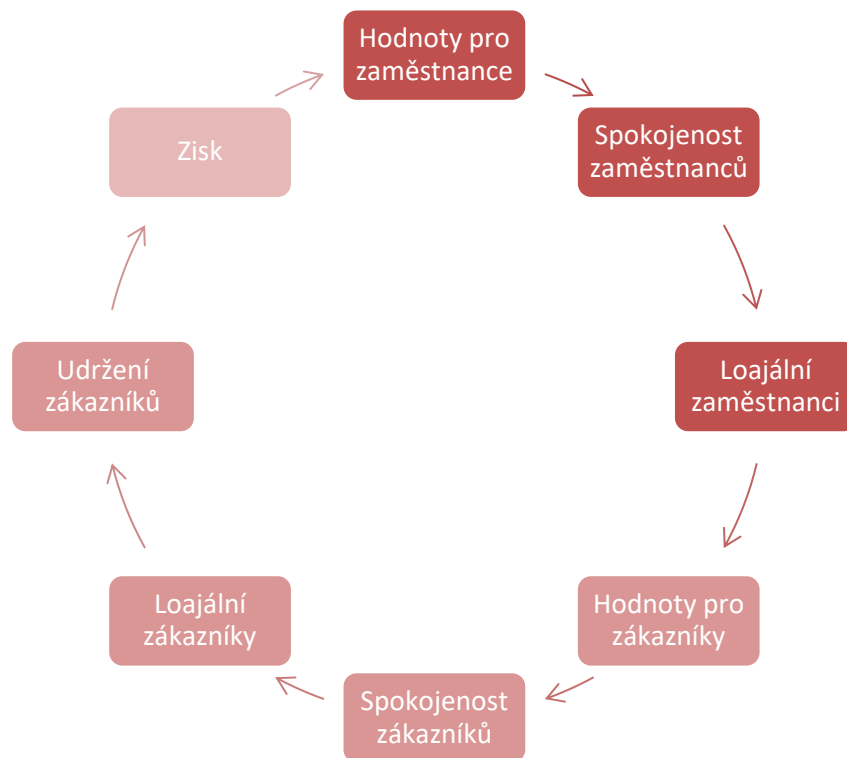 Hodnoty pro
zaměstnance
Spokojenost
zaměstnanců
Loajální
zaměstnanci
Hodnoty pro
zákazníky
Spokojenost
zákazníků
Loajální
zákazníky
Udržení
zákazníků
Zisk